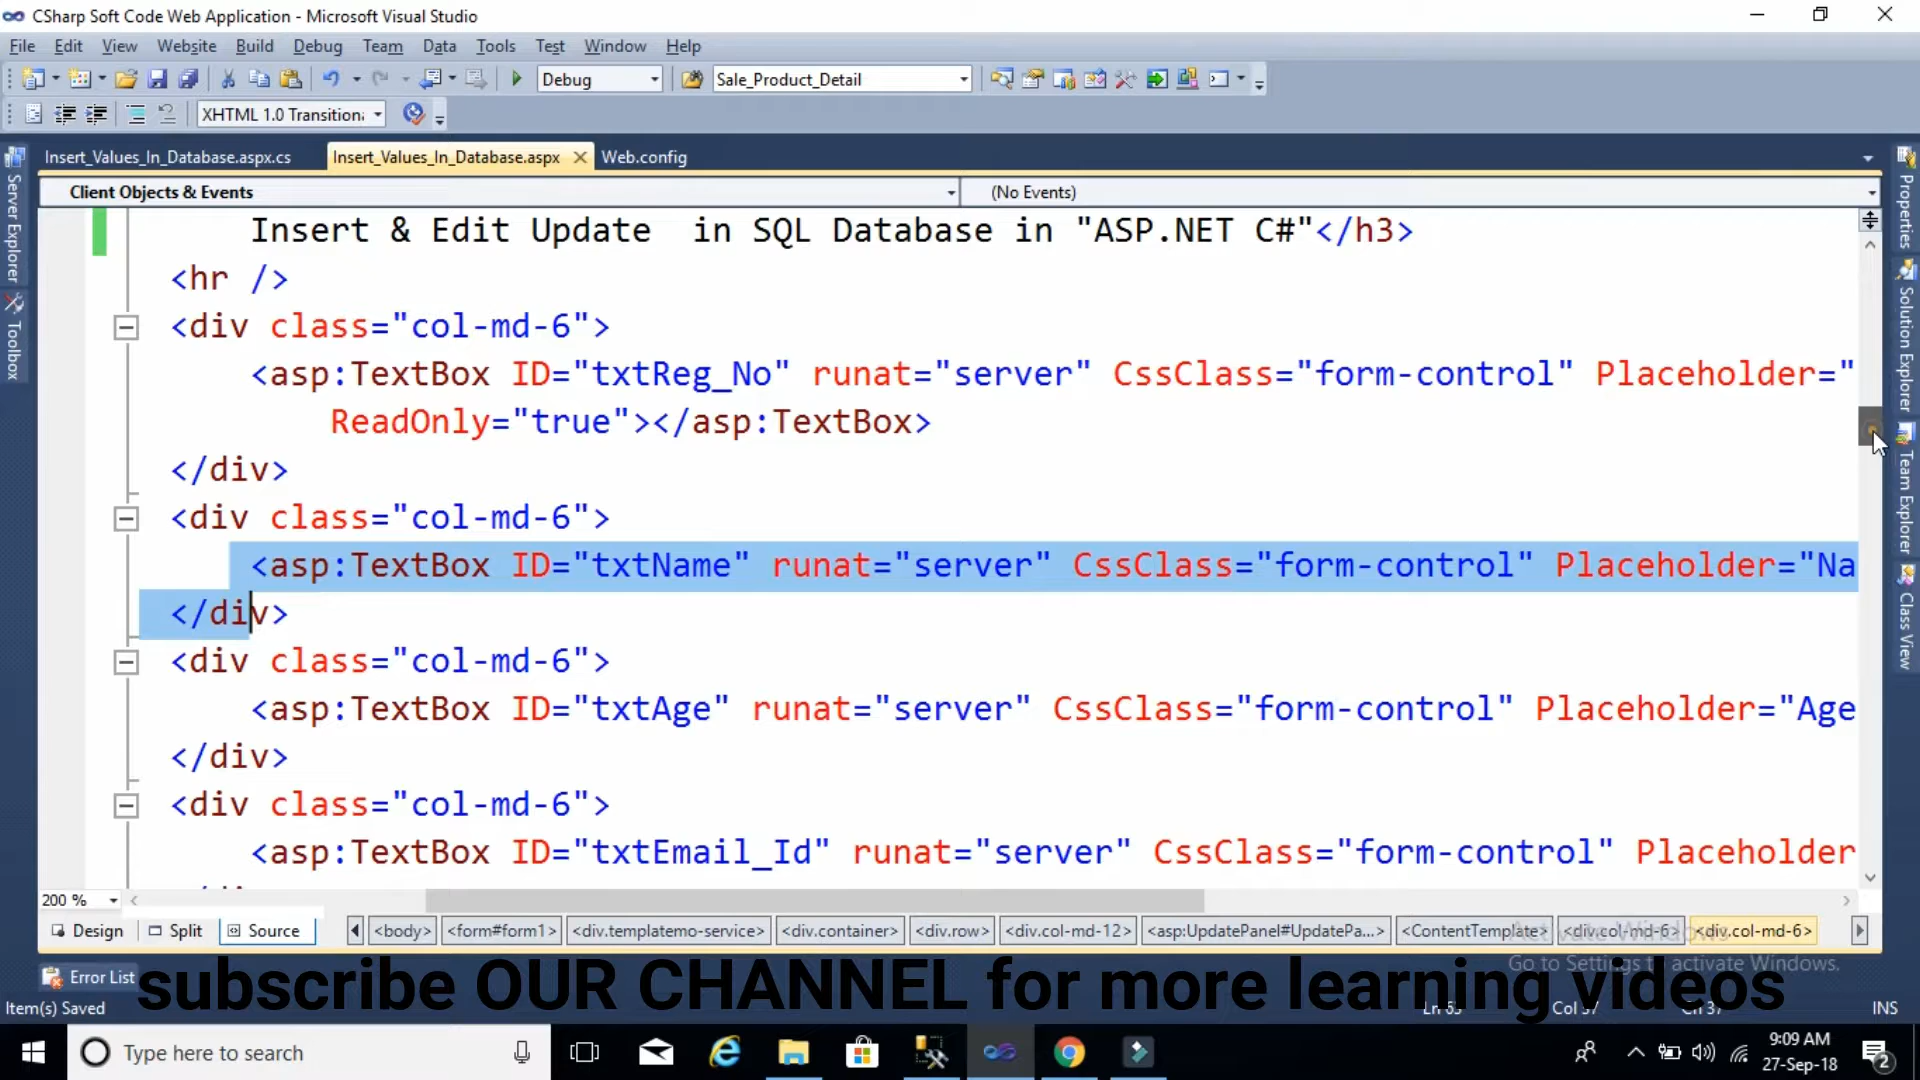 CSharp Soft Code Web Application - Microsoft Visual Studio
File Edit View Website Build Debug Team Data Tools Test Window Help
Debug Sale_Product_Detail
XHTML 1.0 Transition
Insert_Values_In_Database.aspx.cs Insert_Values_In_Database.aspx Web.config
Client Objects & Events (No Events)
Server Explorer
Toolbox
Properties
Solution Explorer
Team Explorer
Class View
Insert & Edit Update  in SQL Database in "ASP.NET C#"</h3>
<hr />
<div class="col-md-6">
<asp:TextBox ID="txtReg_No" runat="server" CssClass="form-control" Placeholder="
ReadOnly="true"></asp:TextBox>
</div>
<div class="col-md-6">
<asp:TextBox ID="txtName" runat="server" CssClass="form-control" Placeholder="Na
</div>
<div class="col-md-6">
<asp:TextBox ID="txtAge" runat="server" CssClass="form-control" Placeholder="Age
</div>
<div class="col-md-6">
<asp:TextBox ID="txtEmail_Id" runat="server" CssClass="form-control" Placeholder
200 %
Design Split Source <body> <form#form1> <div.templatemo-service> <div.container> <div.row> <div.col-md-12> <asp:UpdatePanel#UpdatePa...> <ContentTemplate> <div.col-md-6> <div.col-md-6>
Activate Windows
Go to Settings to activate Windows.
Error List
subscribe OUR CHANNEL for more learning videos
Item(s) Saved INS
Type here to search
9:09 AM
27-Sep-18
2